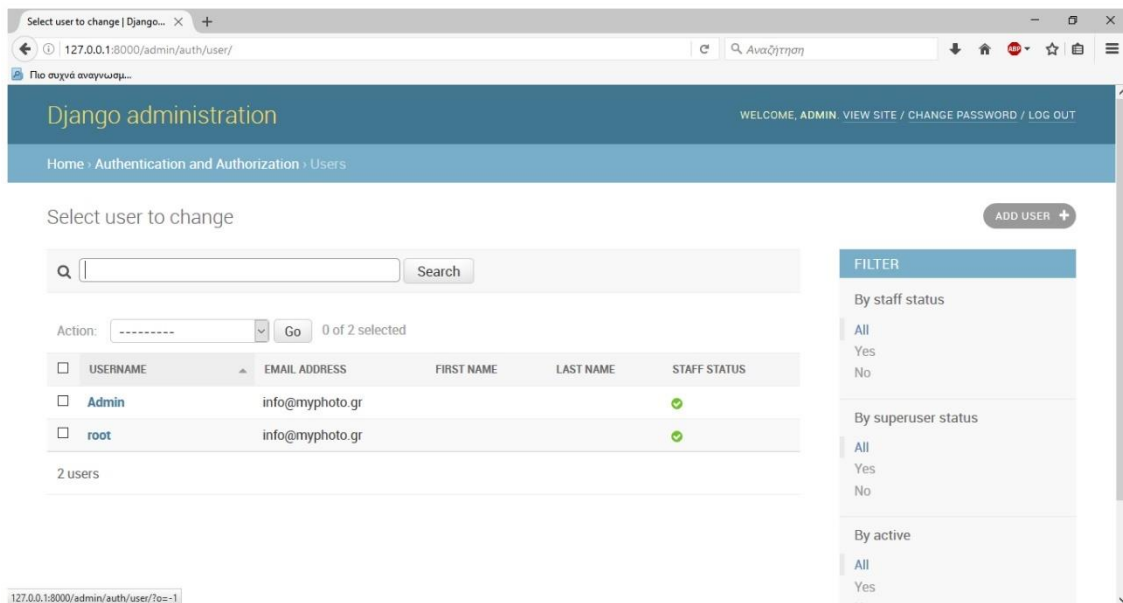 Select user to change | Django...
127.0.0.1:8000/admin/auth/user/
Αναζήτηση
ABP
Πιο συχνά αναγνωσμ...
Django administration
WELCOME, ADMIN. VIEW SITE / CHANGE PASSWORD / LOG OUT
Home › Authentication and Authorization › Users
Select user to change
ADD USER +
Search
Action: --------- Go 0 of 2 selected
USERNAME EMAIL ADDRESS FIRST NAME LAST NAME STAFF STATUS
Admin info@myphoto.gr
root info@myphoto.gr
2 users
FILTER
By staff status
All
Yes
No
By superuser status
All
Yes
No
By active
All
Yes
127.0.0.1:8000/admin/auth/user/?o=-1